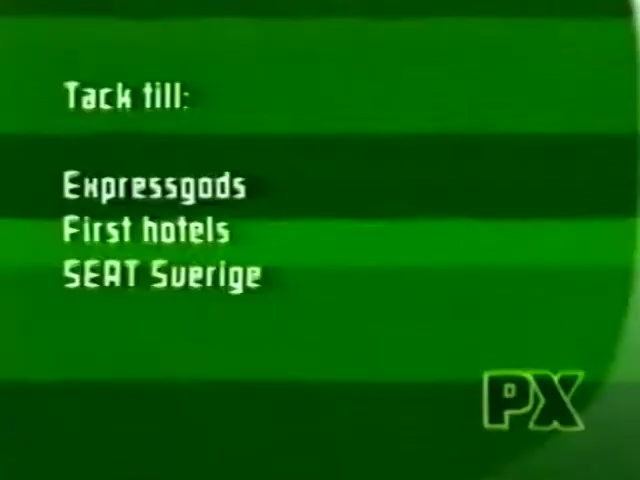 Tack till:
Expressgods
First hotels
SEAT Sverige
PX